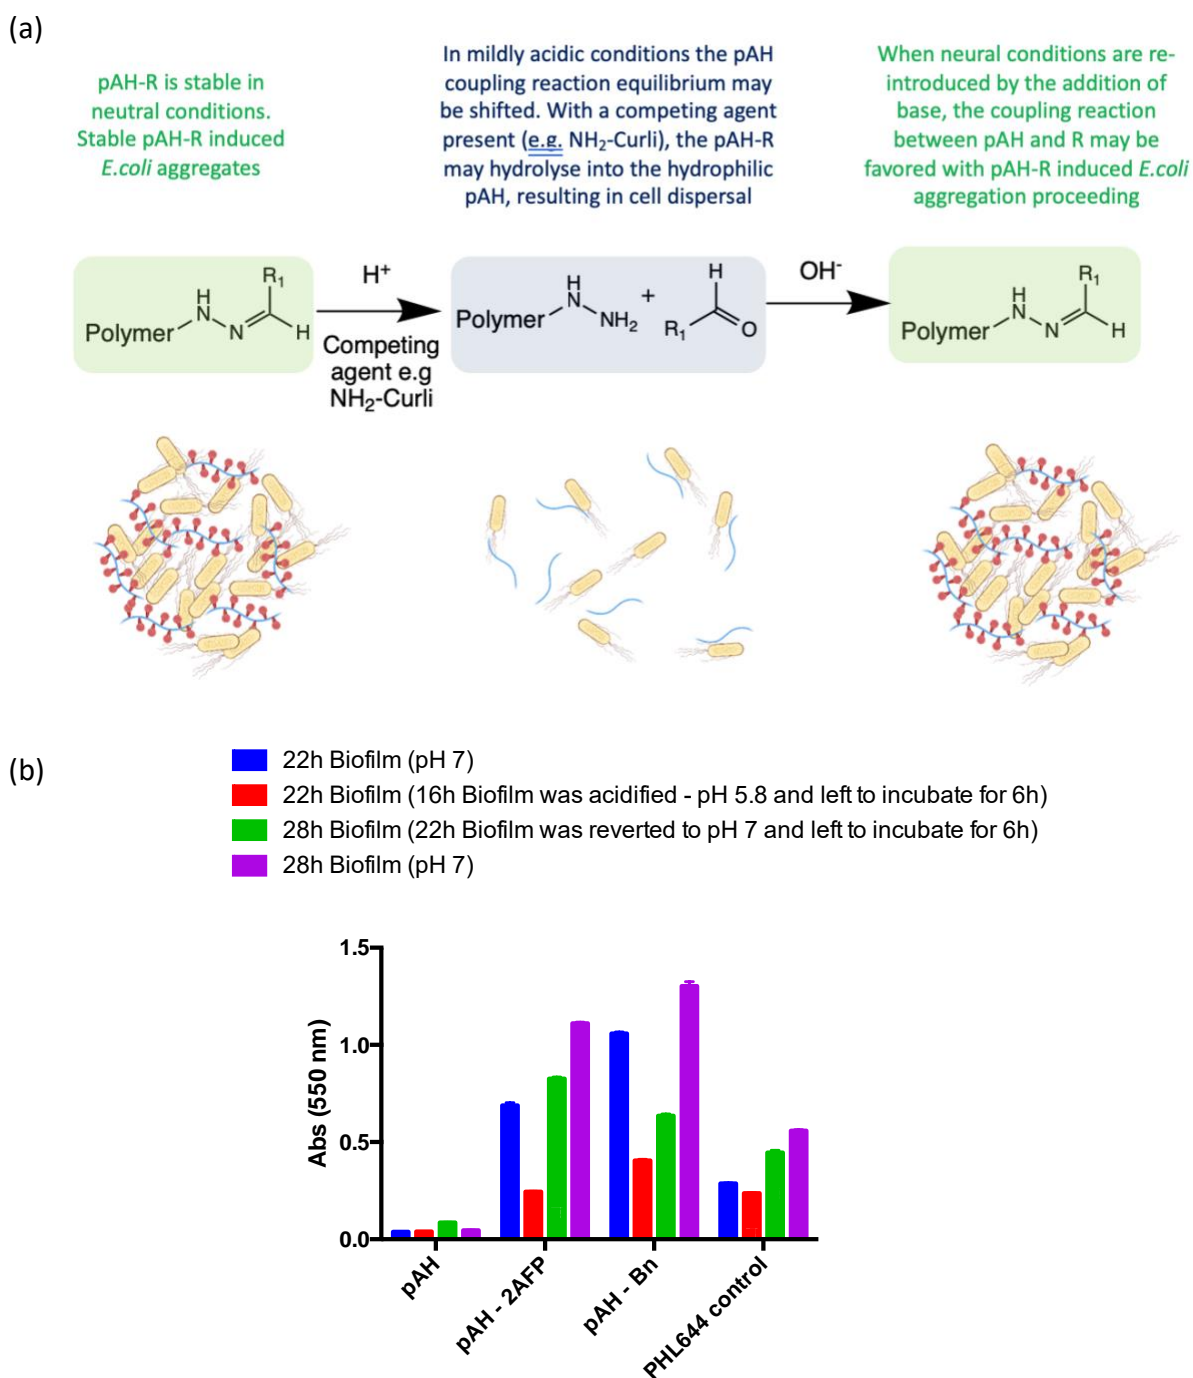 (a)
pAH-R is stable in
neutral conditions.
Stable pAH-R induced
E.coli aggregates
In mildly acidic conditions the pAH
coupling reaction equilibrium may
be shifted. With a competing agent
present (e.g. NH₂-Curli), the pAH-R
may hydrolyse into the hydrophilic
pAH, resulting in cell dispersal
When neural conditions are re-
introduced by the addition of
base, the coupling reaction
between pAH and R may be
favored with pAH-R induced E.coli
aggregation proceeding
Polymer
H
N
N
R₁
H
H⁺
Competing
agent e.g
NH₂-Curli
Polymer
H
N
NH₂
+
R₁
H
O
OH⁻
Polymer
H
N
N
R₁
H
(b)
22h Biofilm (pH 7)
22h Biofilm (16h Biofilm was acidified - pH 5.8 and left to incubate for 6h)
28h Biofilm (22h Biofilm was reverted to pH 7 and left to incubate for 6h)
28h Biofilm (pH 7)
Abs (550 nm)
1.5
1.0
0.5
0.0
pAH
pAH - 2AFP
pAH - Bn
PHL644 control